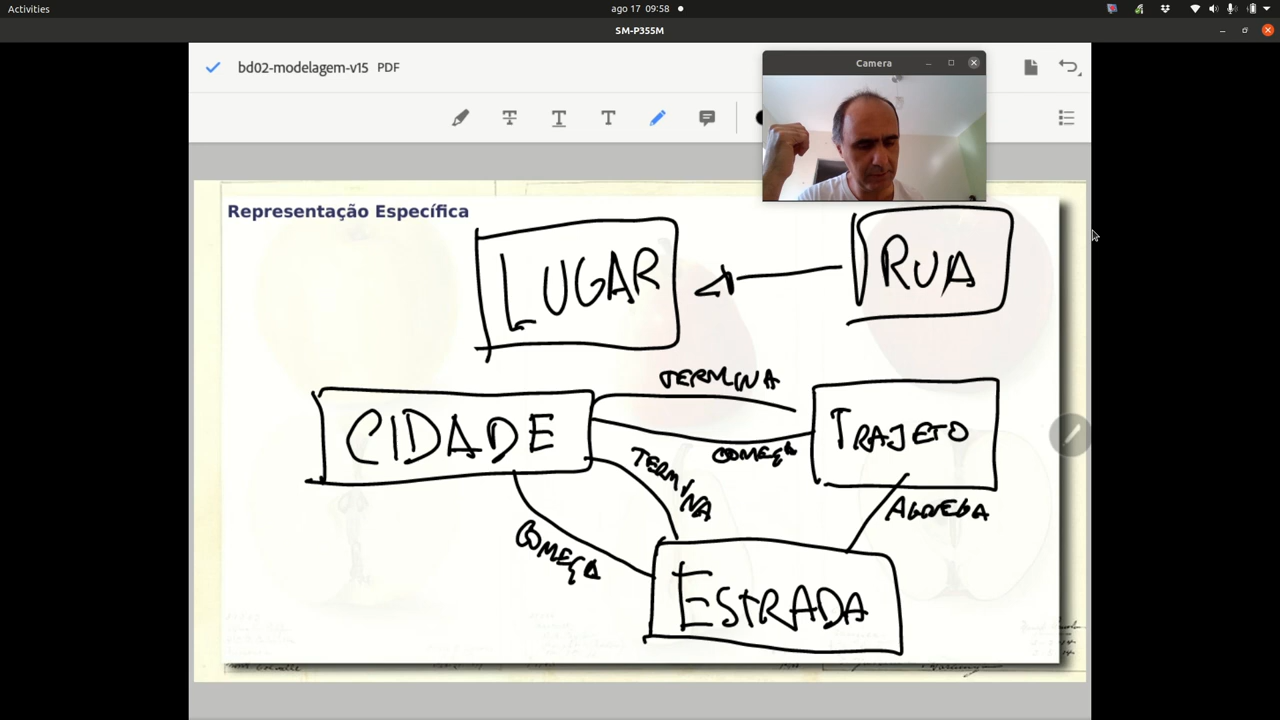 Activities
ago 17 09:58
SM-P355M
bd02-modelagem-v15 PDF
Camera
T T T
Representação Específica
LUGAR
RUA
TERMINA
CIDADE
TRAJETO
COMEÇA
TERMINA
AGREGA
COMEÇA
ESTRADA